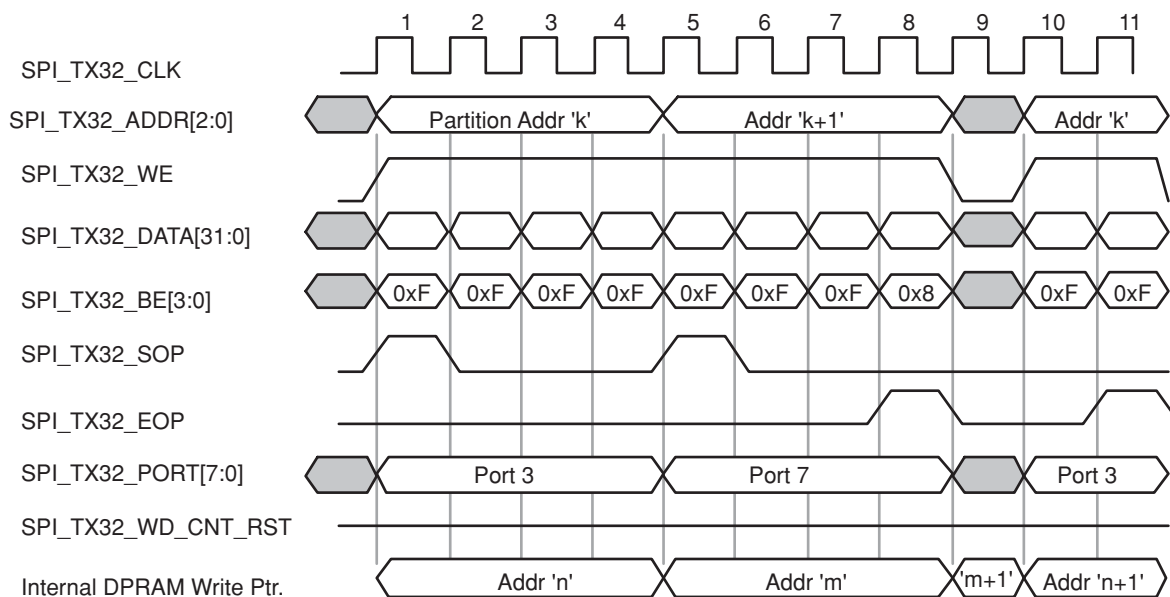 1 2 3 4 5 6 7 8 9 10 11
SPI_TX32_CLK
SPI_TX32_ADDR[2:0] Partition Addr 'k' Addr 'k+1' Addr 'k'
SPI_TX32_WE
SPI_TX32_DATA[31:0]
SPI_TX32_BE[3:0] 0xF 0xF 0xF 0xF 0xF 0xF 0xF 0x8 0xF 0xF
SPI_TX32_SOP
SPI_TX32_EOP
SPI_TX32_PORT[7:0] Port 3 Port 7 Port 3
SPI_TX32_WD_CNT_RST
Internal DPRAM Write Ptr. Addr 'n' Addr 'm' 'm+1' Addr 'n+1'